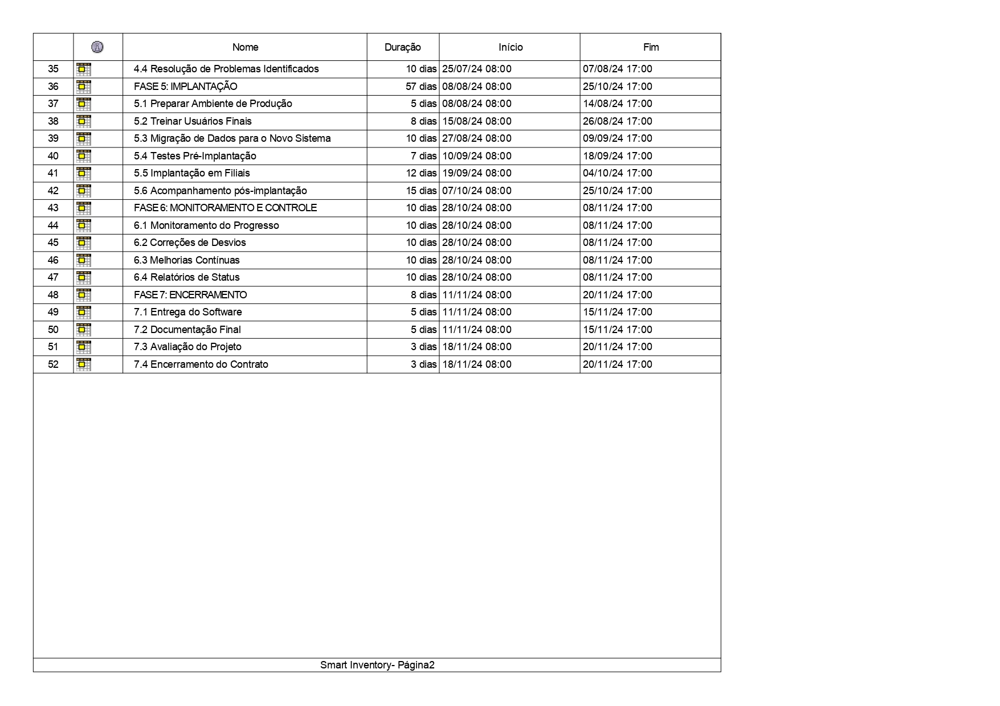 Nome Duração Início Fim
35 4.4 Resolução de Problemas Identificados 10 dias 25/07/24 08:00 07/08/24 17:00
36 FASE 5: IMPLANTAÇÃO 57 dias 08/08/24 08:00 25/10/24 17:00
37 5.1 Preparar Ambiente de Produção 5 dias 08/08/24 08:00 14/08/24 17:00
38 5.2 Treinar Usuários Finais 8 dias 15/08/24 08:00 26/08/24 17:00
39 5.3 Migração de Dados para o Novo Sistema 10 dias 27/08/24 08:00 09/09/24 17:00
40 5.4 Testes Pré-Implantação 7 dias 10/09/24 08:00 18/09/24 17:00
41 5.5 Implantação em Filiais 12 dias 19/09/24 08:00 04/10/24 17:00
42 5.6 Acompanhamento pós-implantação 15 dias 07/10/24 08:00 25/10/24 17:00
43 FASE 6: MONITORAMENTO E CONTROLE 10 dias 28/10/24 08:00 08/11/24 17:00
44 6.1 Monitoramento do Progresso 10 dias 28/10/24 08:00 08/11/24 17:00
45 6.2 Correções de Desvios 10 dias 28/10/24 08:00 08/11/24 17:00
46 6.3 Melhorias Contínuas 10 dias 28/10/24 08:00 08/11/24 17:00
47 6.4 Relatórios de Status 10 dias 28/10/24 08:00 08/11/24 17:00
48 FASE 7: ENCERRAMENTO 8 dias 11/11/24 08:00 20/11/24 17:00
49 7.1 Entrega do Software 5 dias 11/11/24 08:00 15/11/24 17:00
50 7.2 Documentação Final 5 dias 11/11/24 08:00 15/11/24 17:00
51 7.3 Avaliação do Projeto 3 dias 18/11/24 08:00 20/11/24 17:00
52 7.4 Encerramento do Contrato 3 dias 18/11/24 08:00 20/11/24 17:00
Smart Inventory- Página2